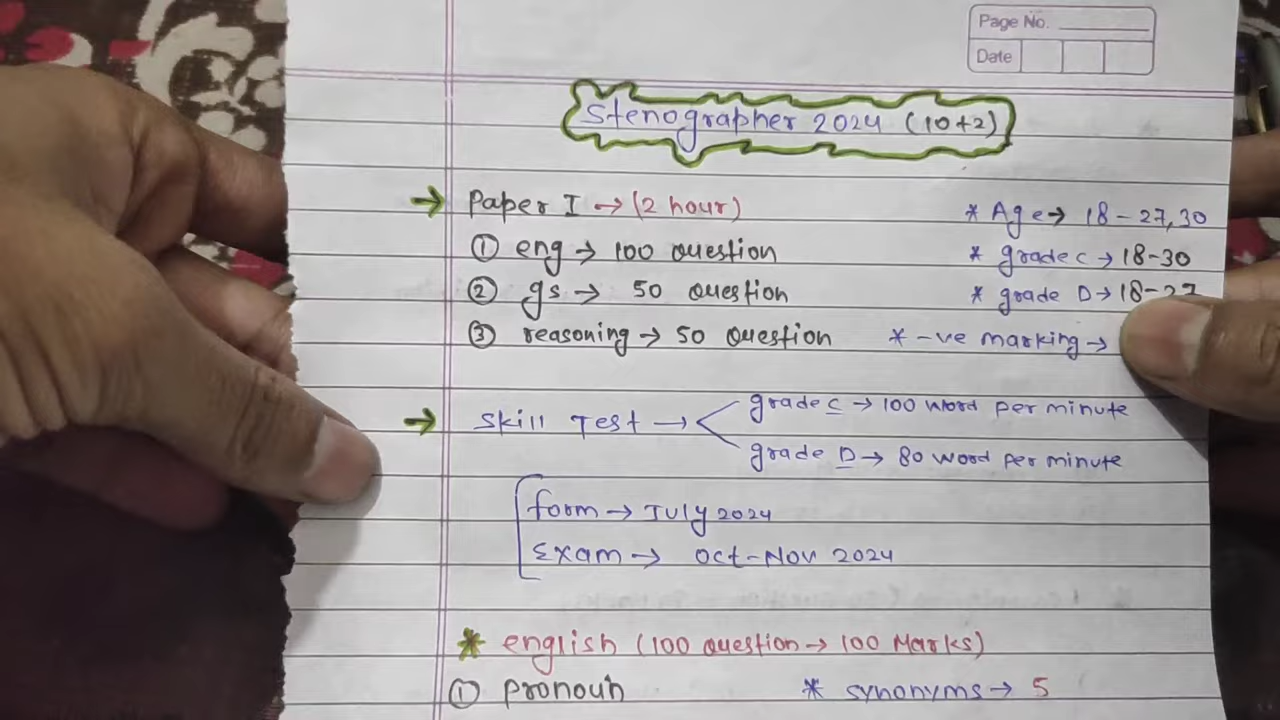 Page No.
Date
Stenographer 2024 (10+2)
→ Paper I → (2 hour)
* Age → 18-27,30
① eng → 100 question
* grade c → 18-30
② gs → 50 question
* grade D → 18-27
③ reasoning → 50 question
* -ve marking →
→ Skill Test →
grade c → 100 word per minute
grade D → 80 word per minute
form → July 2024
Exam → oct-Nov 2024
* english (100 question → 100 Marks)
① pronoun
* synonyms → 5